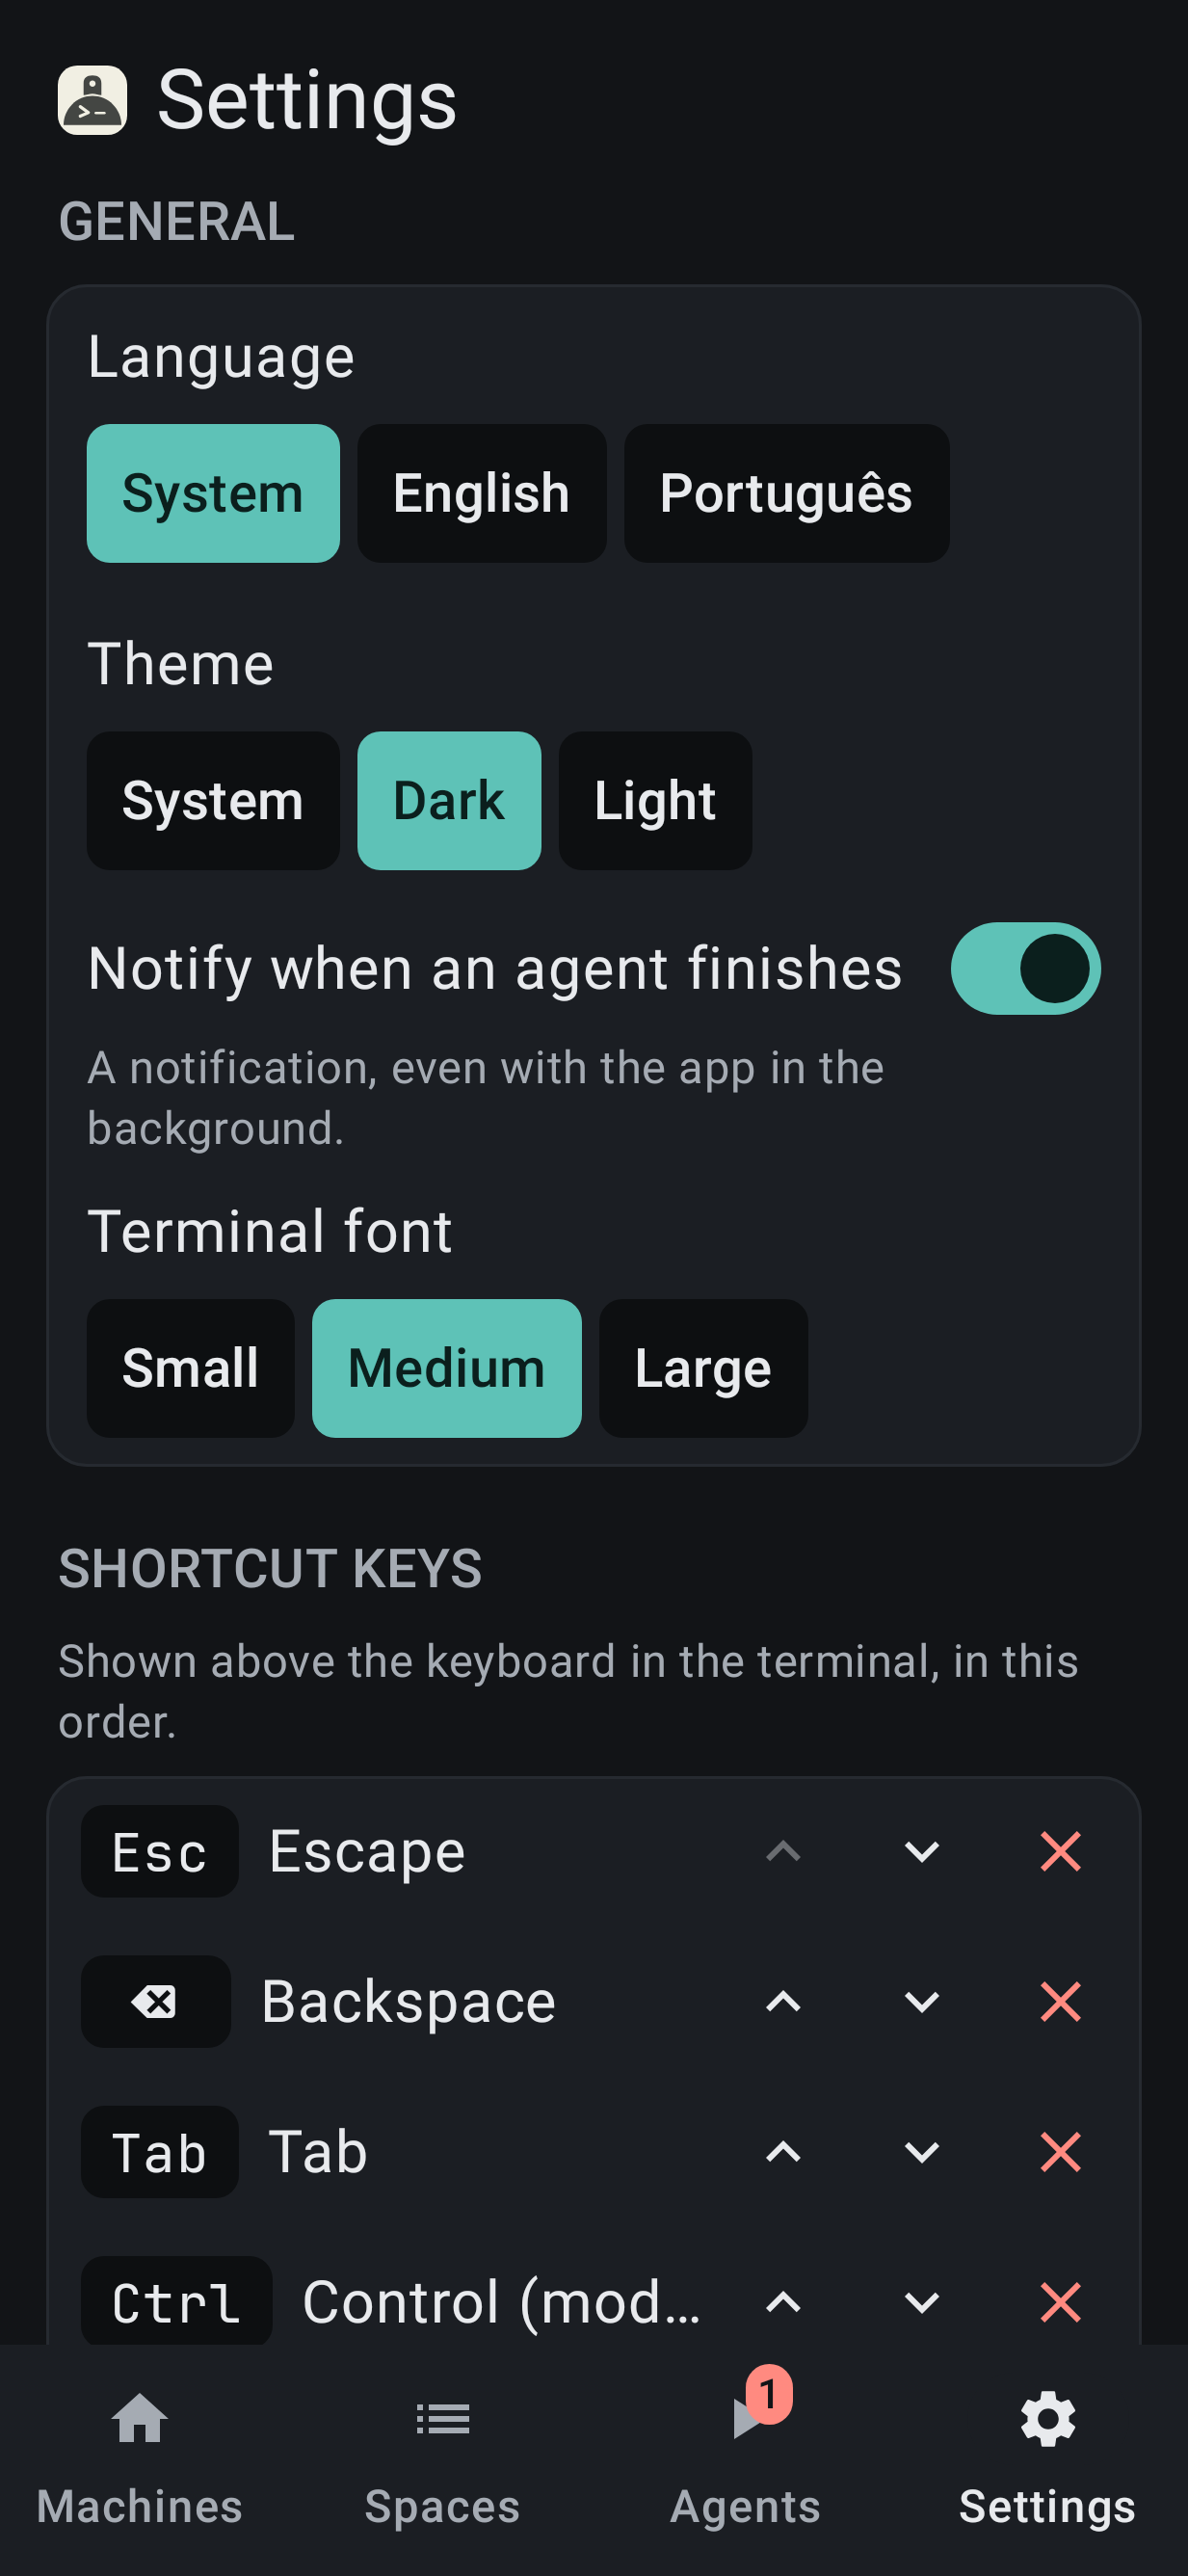 Settings
GENERAL
Language
System English Português
Theme
System Dark Light
Notify when an agent finishes
A notification, even with the app in the
background.
Terminal font
Small Medium Large
SHORTCUT KEYS
Shown above the keyboard in the terminal, in this
order.
Esc Escape
Backspace
Tab Tab
Ctrl Control (mod…
1
Machines Spaces Agents Settings